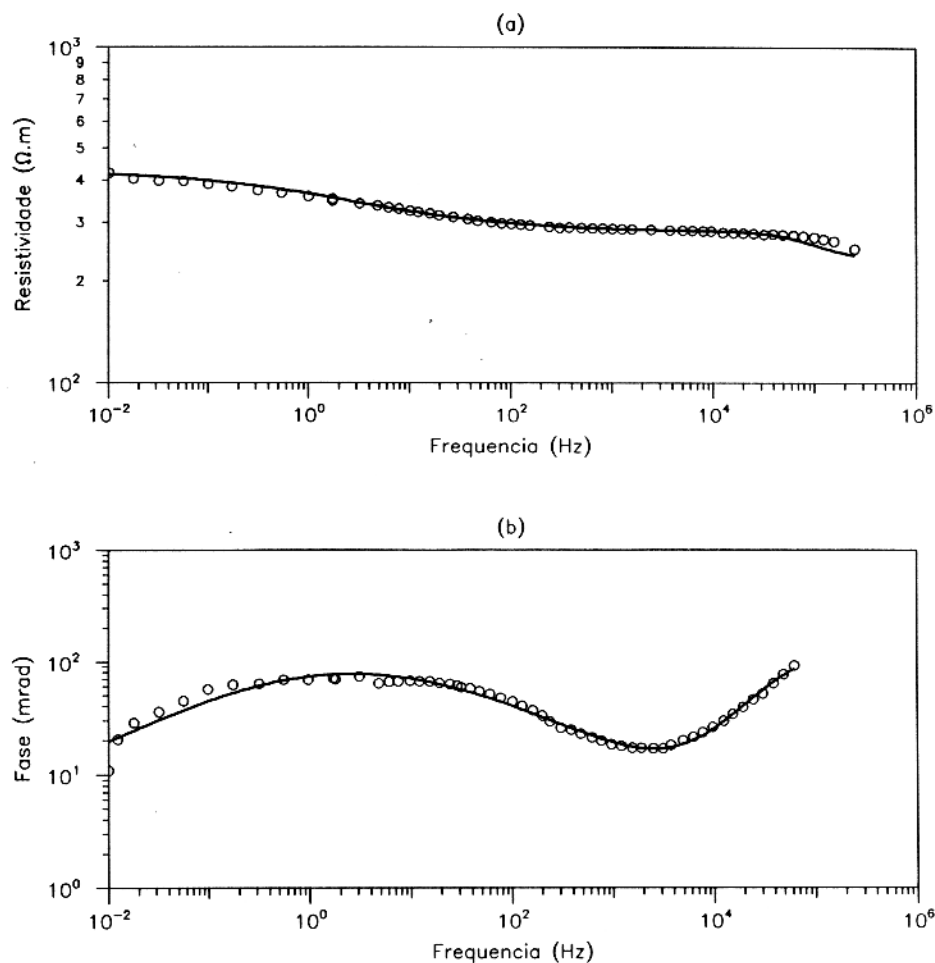 (a)
10³
9
8
7
6
5
4
3
2
10²
Resistividade (Ω.m)
10⁻² 10⁰ 10² 10⁴ 10⁶
Frequencia (Hz)
(b)
10³
10²
10¹
10⁰
Fase (mrad)
10⁻² 10⁰ 10² 10⁴ 10⁶
Frequencia (Hz)